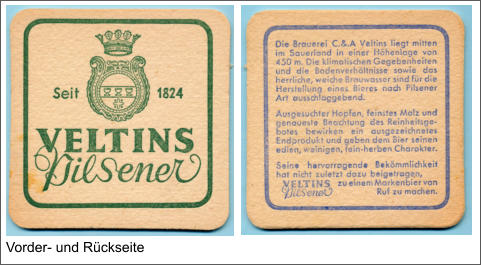 Seit 1824
VELTINS
Pilsener
Die Brauerei C.&A Veltins liegt mitten
im Sauerland in einer Höhenlage von
450 m. Die klimatischen Gegebenheiten
und die Bodenverhältnisse sowie das
herrliche, weiche Brauwasser sind für die
Herstellung eines Bieres nach Pilsener
Art ausschlaggebend.
Ausgesuchter Hopfen, feinstes Malz und
genaueste Beachtung des Reinheitsge-
botes bewirken ein ausgezeichnetes
Endprodukt und geben dem Bier seinen
edlen, weinigen, fein-herben Charakter.
Seine hervorragende Bekömmlichkeit
hat nicht zuletzt dazu beigetragen,
VELTINS zu einem Markenbier von
Pilsener Ruf zu machen.
Vorder- und Rückseite